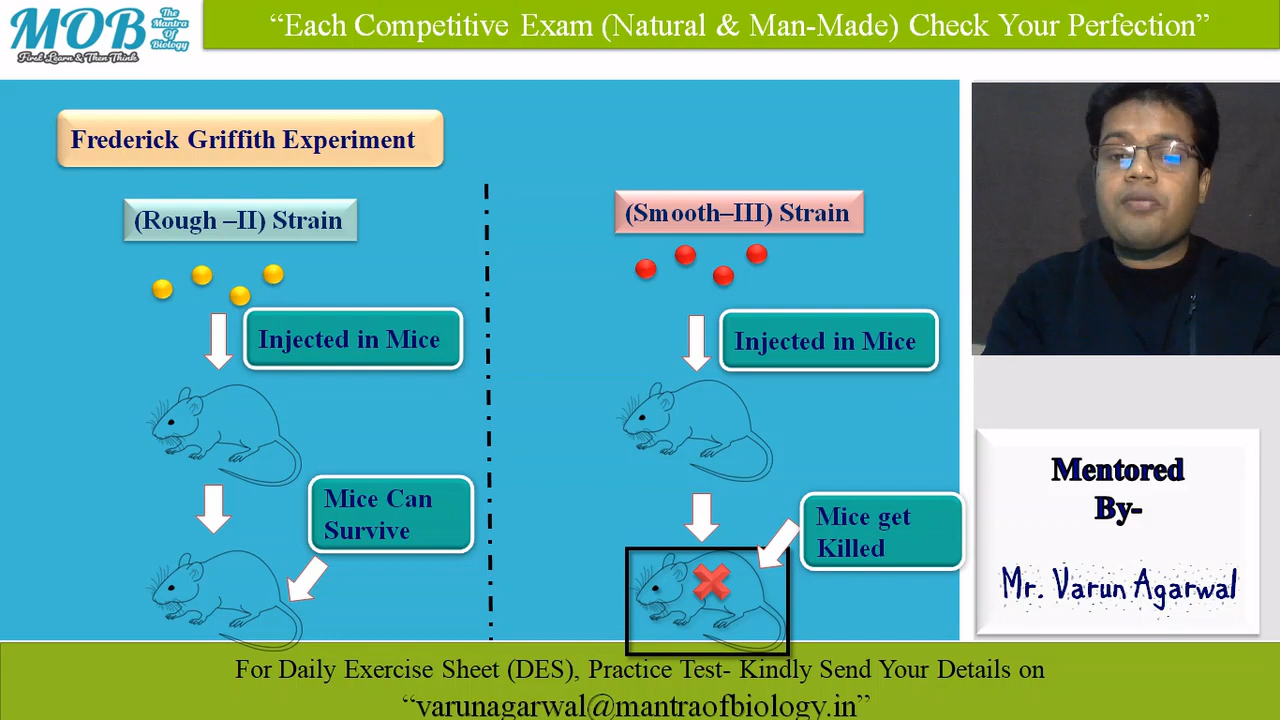 MOB
The
Mantra
Of
Biology
First Learn & Then Think
“Each Competitive Exam (Natural & Man-Made) Check Your Perfection”
Frederick Griffith Experiment
(Rough –II) Strain
Injected in Mice
Mice Can
Survive
(Smooth–III) Strain
Injected in Mice
Mice get
Killed
Mentored
By-
Mr. Varun Agarwal
For Daily Exercise Sheet (DES), Practice Test- Kindly Send Your Details on
“varunagarwal@mantraofbiology.in”